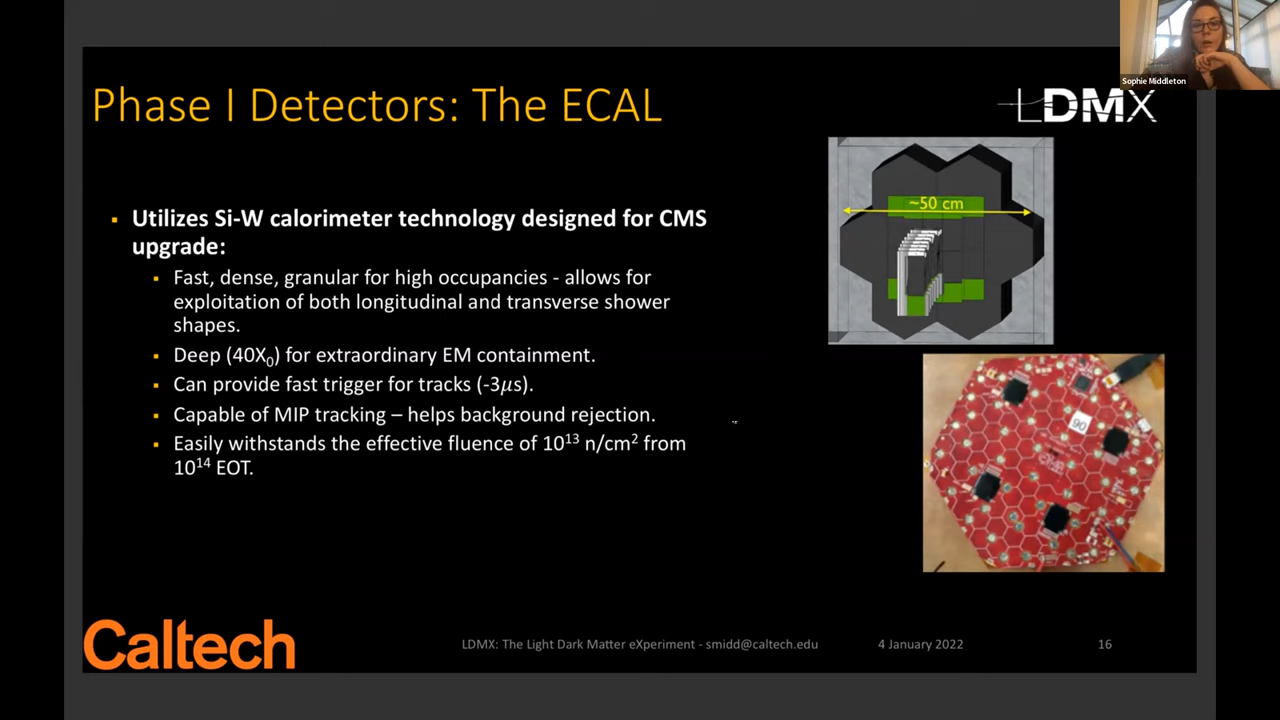 Sophie Middleton
Phase I Detectors: The ECAL
LDMX
▪ Utilizes Si-W calorimeter technology designed for CMS
upgrade:
▪ Fast, dense, granular for high occupancies - allows for
exploitation of both longitudinal and transverse shower
shapes.
▪ Deep (40X₀) for extraordinary EM containment.
▪ Can provide fast trigger for tracks (-3𝜇s).
▪ Capable of MIP tracking – helps background rejection.
▪ Easily withstands the effective fluence of 10¹³ n/cm² from
10¹⁴ EOT.
~50 cm
90
Caltech
LDMX: The Light Dark Matter eXperiment - smidd@caltech.edu
4 January 2022
16